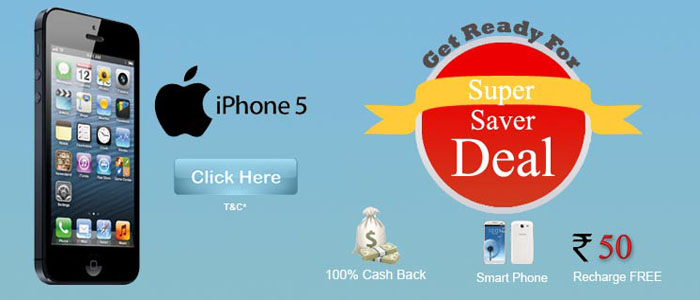 iPhone 5
Click Here
T&C*
Get Ready For
Super
Saver
Deal
$
100% Cash Back
Smart Phone
₹ 50
Recharge FREE